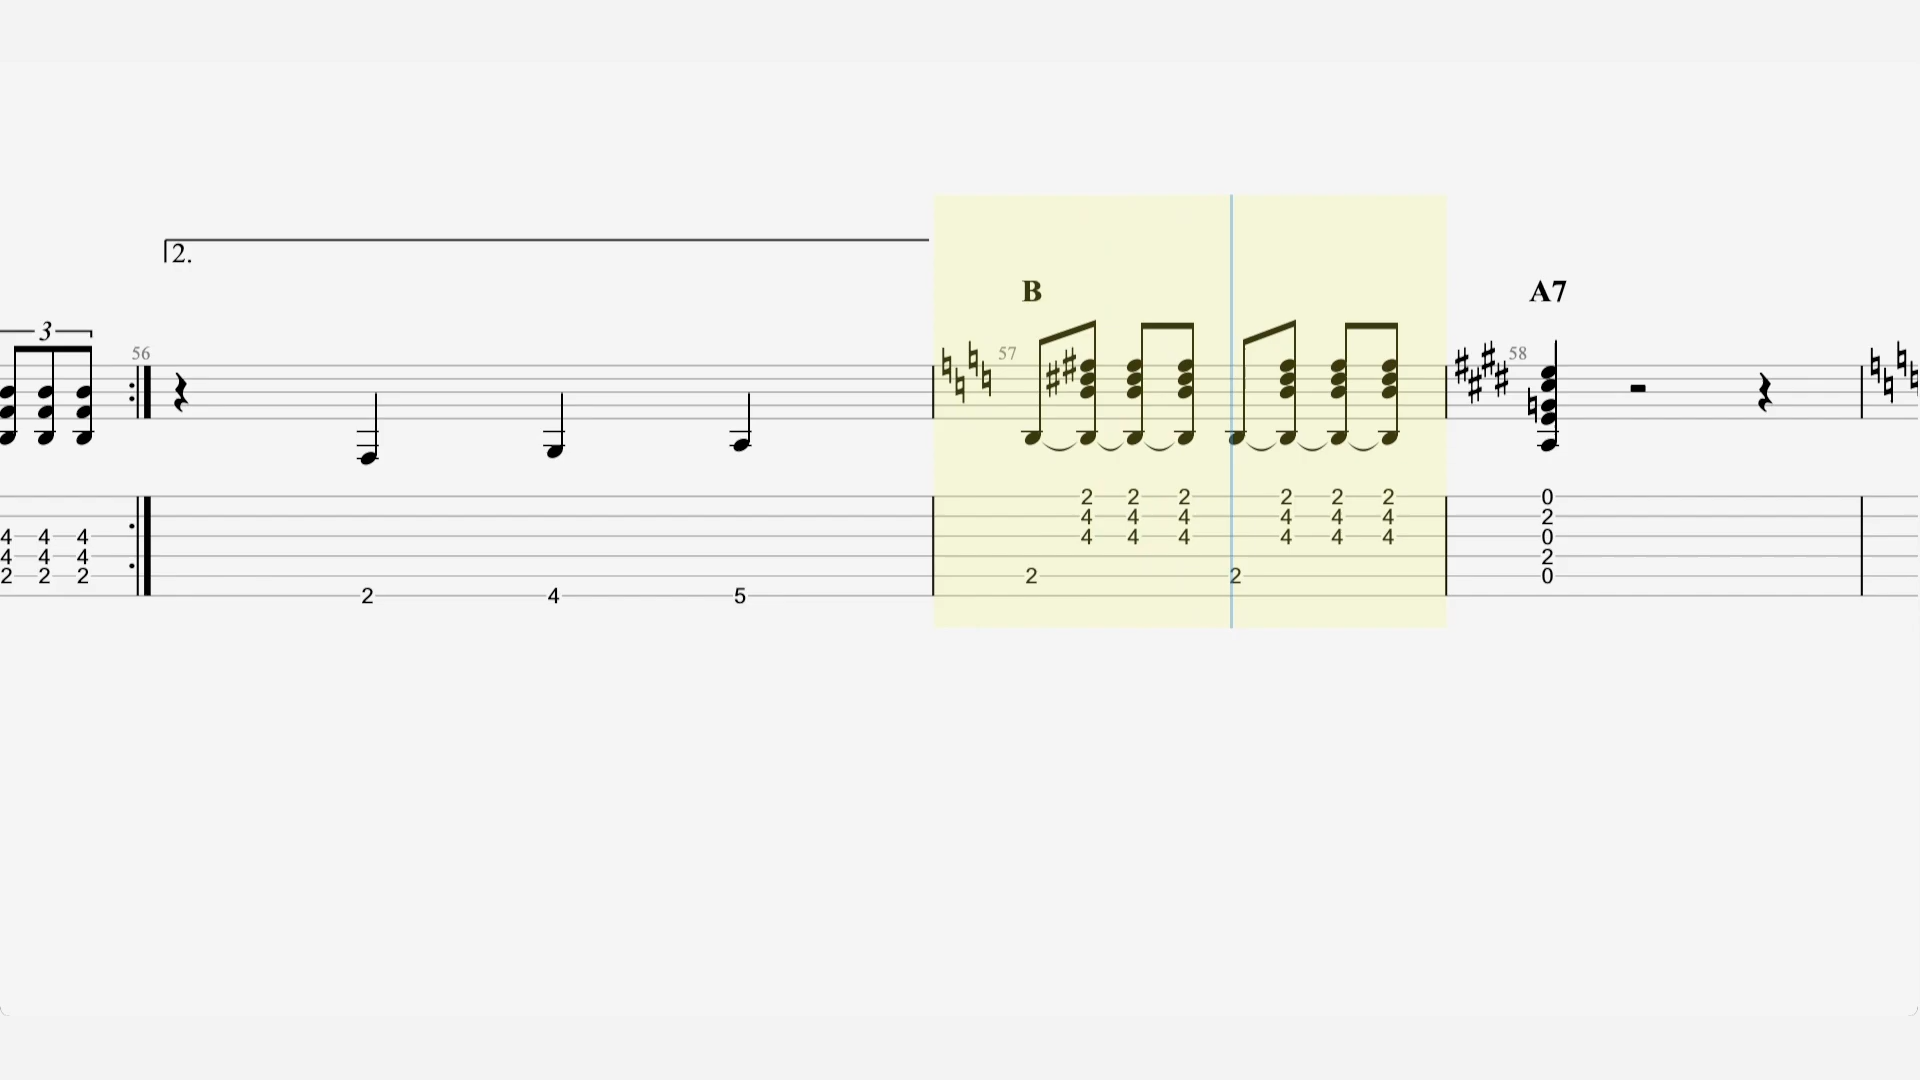 2.
B A7
3
56 57 58
2 2 2 2 2 2 0
4 4 4 4 4 4 2
4 4 4 4 4 4 4 4 4 0
4 4 4 2
2 2 2 2 2 0
2 4 5